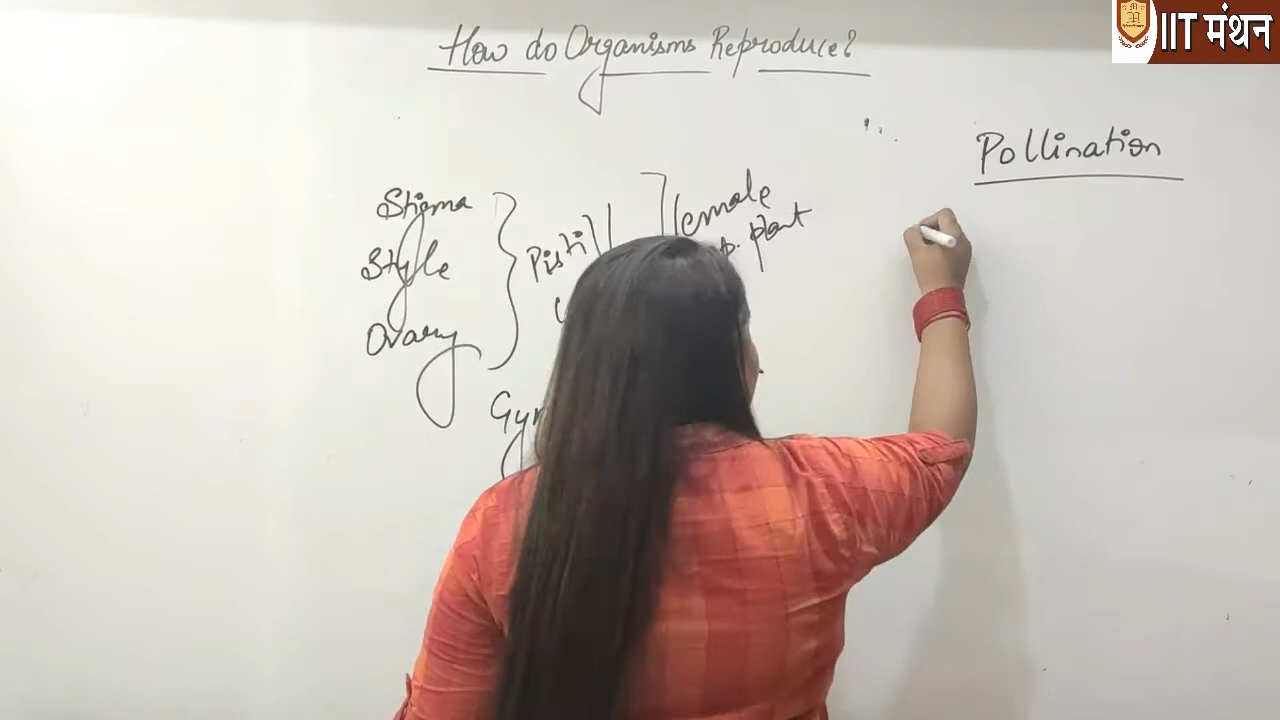 IIT मंथन
How do Organisms Reproduce?
Pollination
Stigma
Style
Ovary
Pistil
Female
plant